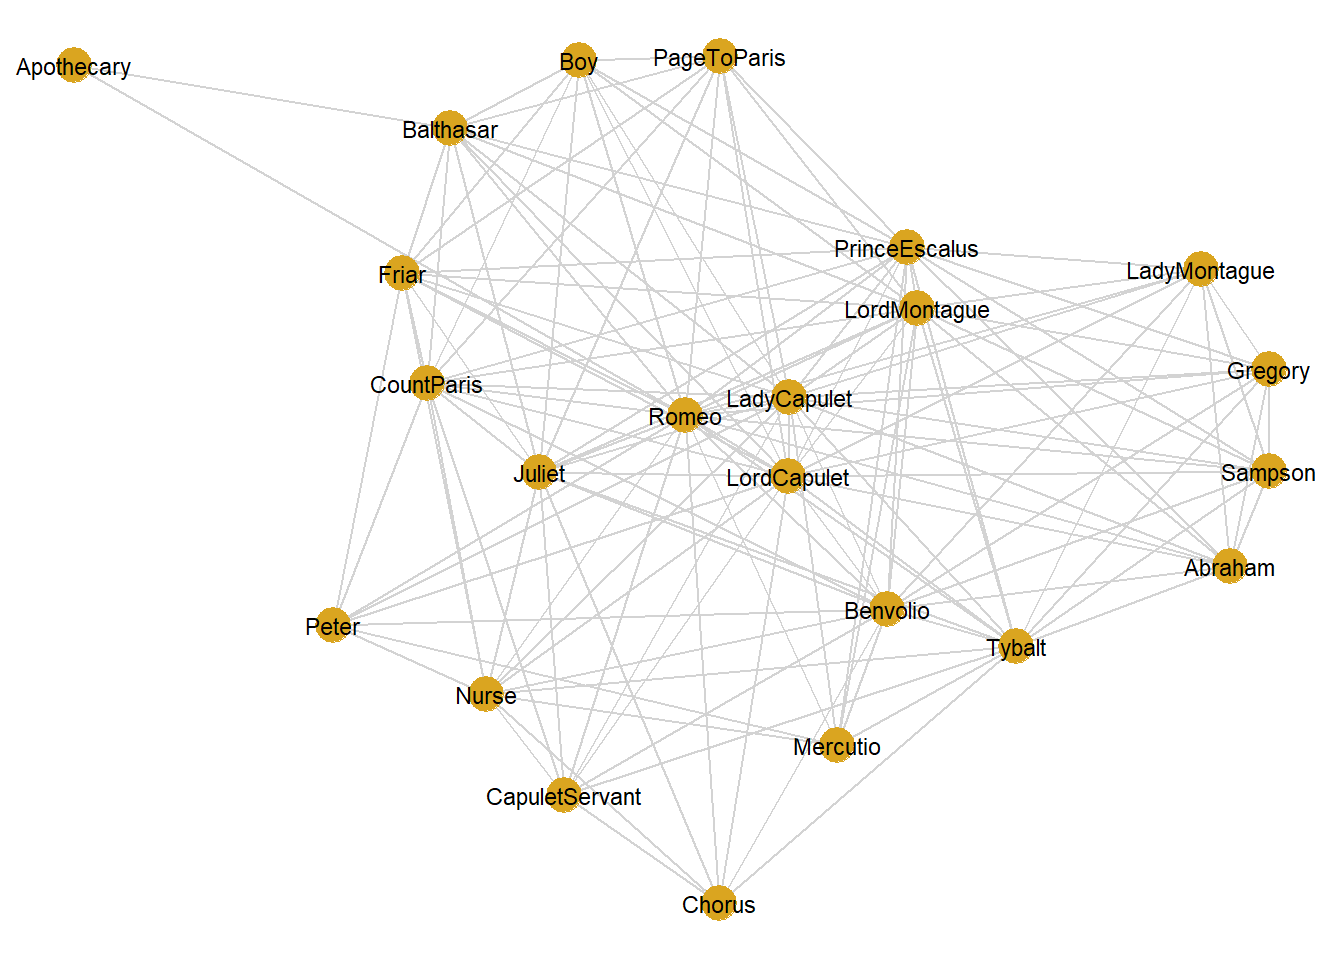 PageToParis
Boy
Apothecary
Balthasar
PrinceEscalus
LadyMontague
Friar
LordMontague
Gregory
CountParis
LadyCapulet
Romeo
Juliet
LordCapulet
Sampson
Abraham
Benvolio
Peter
Tybalt
Nurse
Mercutio
CapuletServant
Chorus